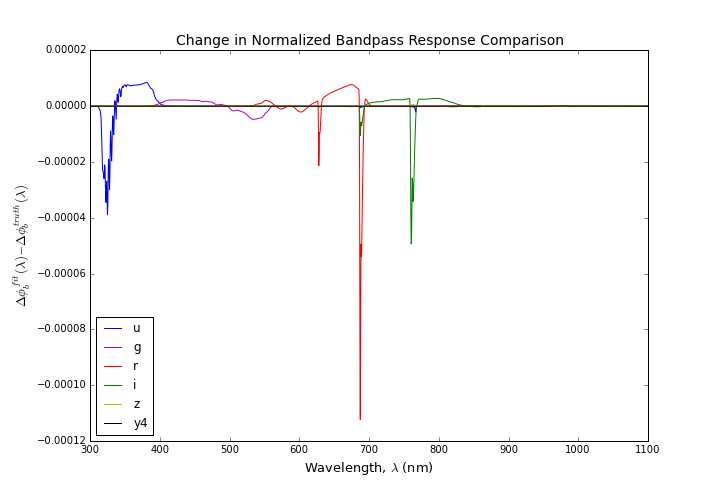 Change in Normalized Bandpass Response Comparison
0.00002
0.00000
−0.00002
−0.00004
−0.00006
−0.00008
−0.00010
−0.00012
Δϕ_b^{fit}(λ)−Δϕ_b^{truth}(λ)
u
g
r
i
z
y4
300 400 500 600 700 800 900 1000 1100
Wavelength, λ (nm)